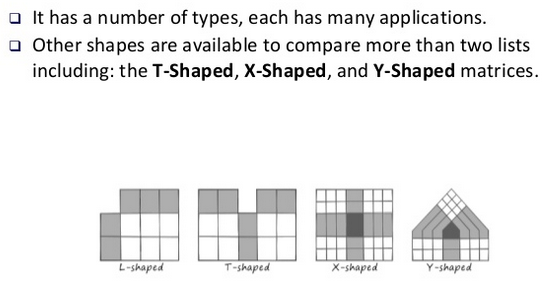 ❑ It has a number of types, each has many applications.
❑ Other shapes are available to compare more than two lists
including: the T-Shaped, X-Shaped, and Y-Shaped matrices.
L-shaped T-shaped X-shaped Y-shaped